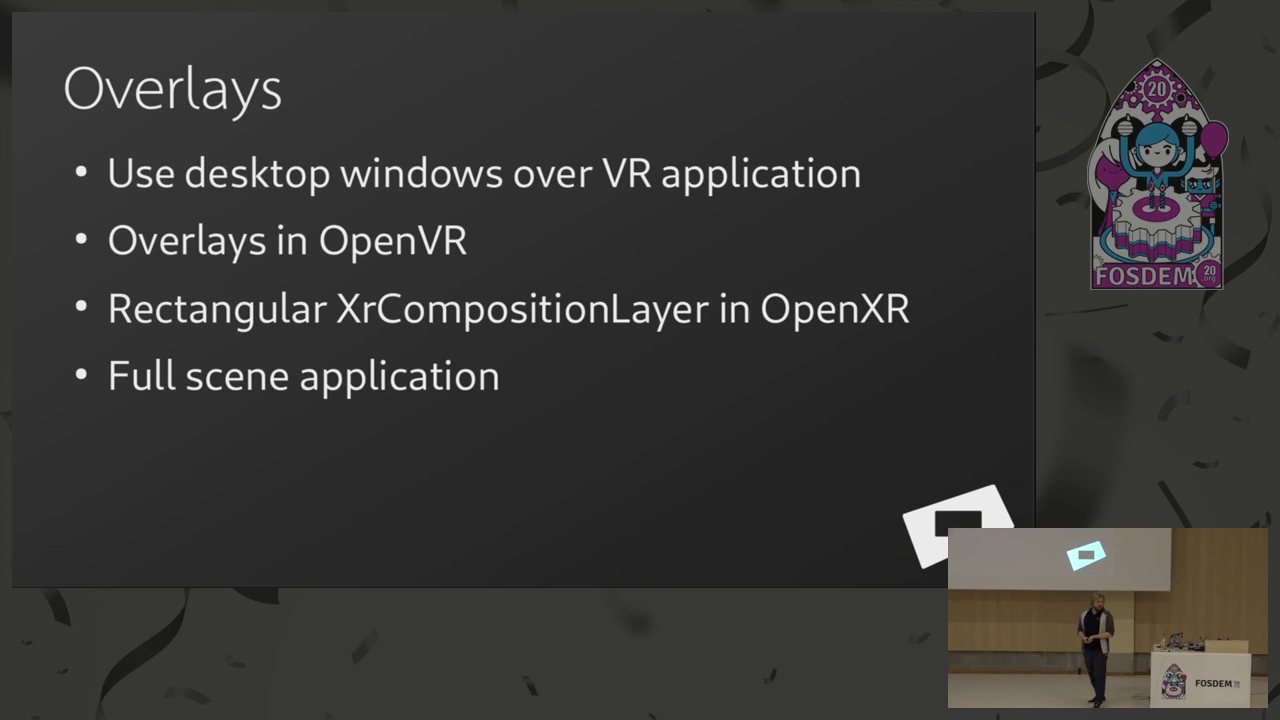 Overlays
• Use desktop windows over VR application
• Overlays in OpenVR
• Rectangular XrCompositionLayer in OpenXR
• Full scene application
20
FOSDEM
20
.org
FOSDEM